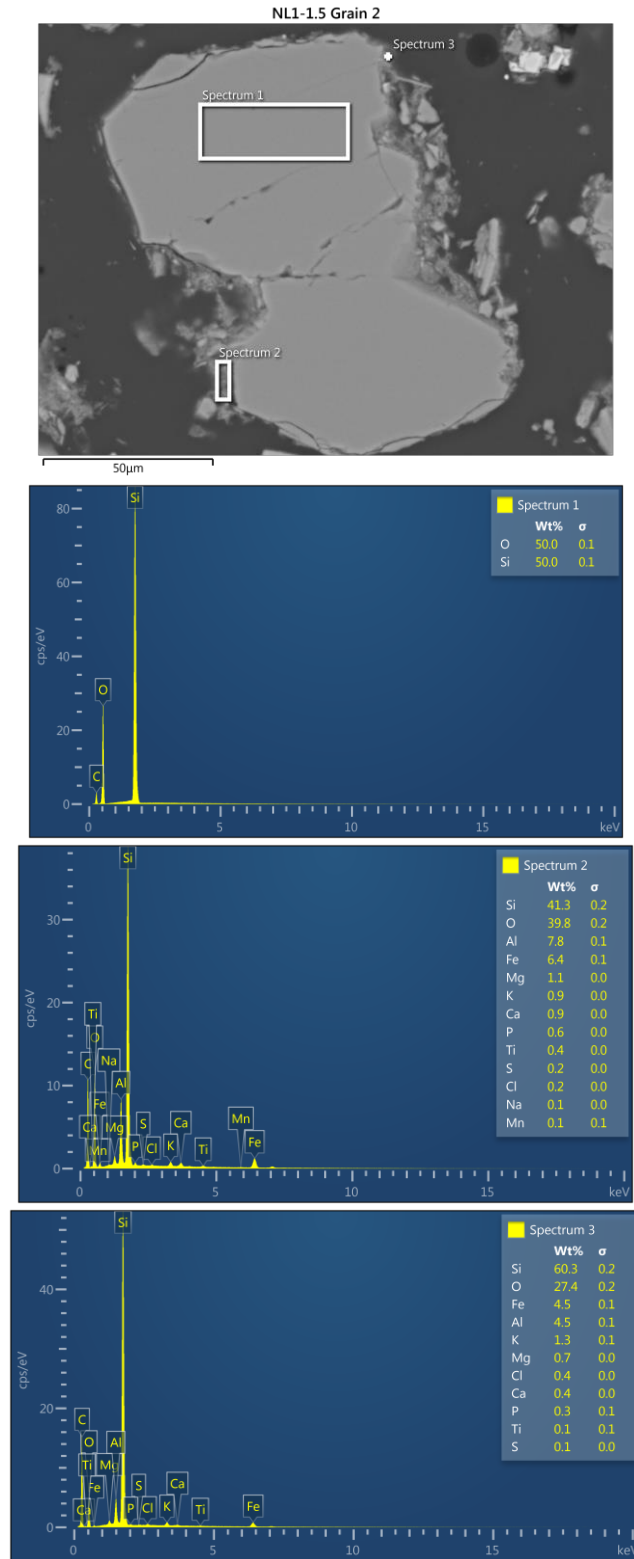 NL1-1.5 Grain 2
Spectrum 3
Spectrum 1
Spectrum 2
50µm
Spectrum 1
Wt% σ
O 50.0 0.1
Si 50.0 0.1
Si
O
C
cps/eV
80
60
40
20
0
0 5 10 15 keV
Spectrum 2
Wt% σ
Si 41.3 0.2
O 39.8 0.2
Al 7.8 0.1
Fe 6.4 0.1
Mg 1.1 0.0
K 0.9 0.0
Ca 0.9 0.0
P 0.6 0.0
Ti 0.4 0.0
S 0.2 0.0
Cl 0.2 0.0
Na 0.1 0.0
Mn 0.1 0.1
Si
Ti
O
C Na
Al
Fe
Ca Mg S Mn
Mn P Cl K Ca Ti Fe
cps/eV
30
20
10
0
0 5 10 15 keV
Spectrum 3
Wt% σ
Si 60.3 0.2
O 27.4 0.2
Fe 4.5 0.1
Al 4.5 0.1
K 1.3 0.1
Mg 0.7 0.0
Cl 0.4 0.0
Ca 0.4 0.0
P 0.3 0.1
Ti 0.1 0.1
S 0.1 0.0
Si
C
O Al
Ti Mg S Ca
Fe
Ca P Cl K Ti Fe
cps/eV
40
20
0
0 5 10 15 keV